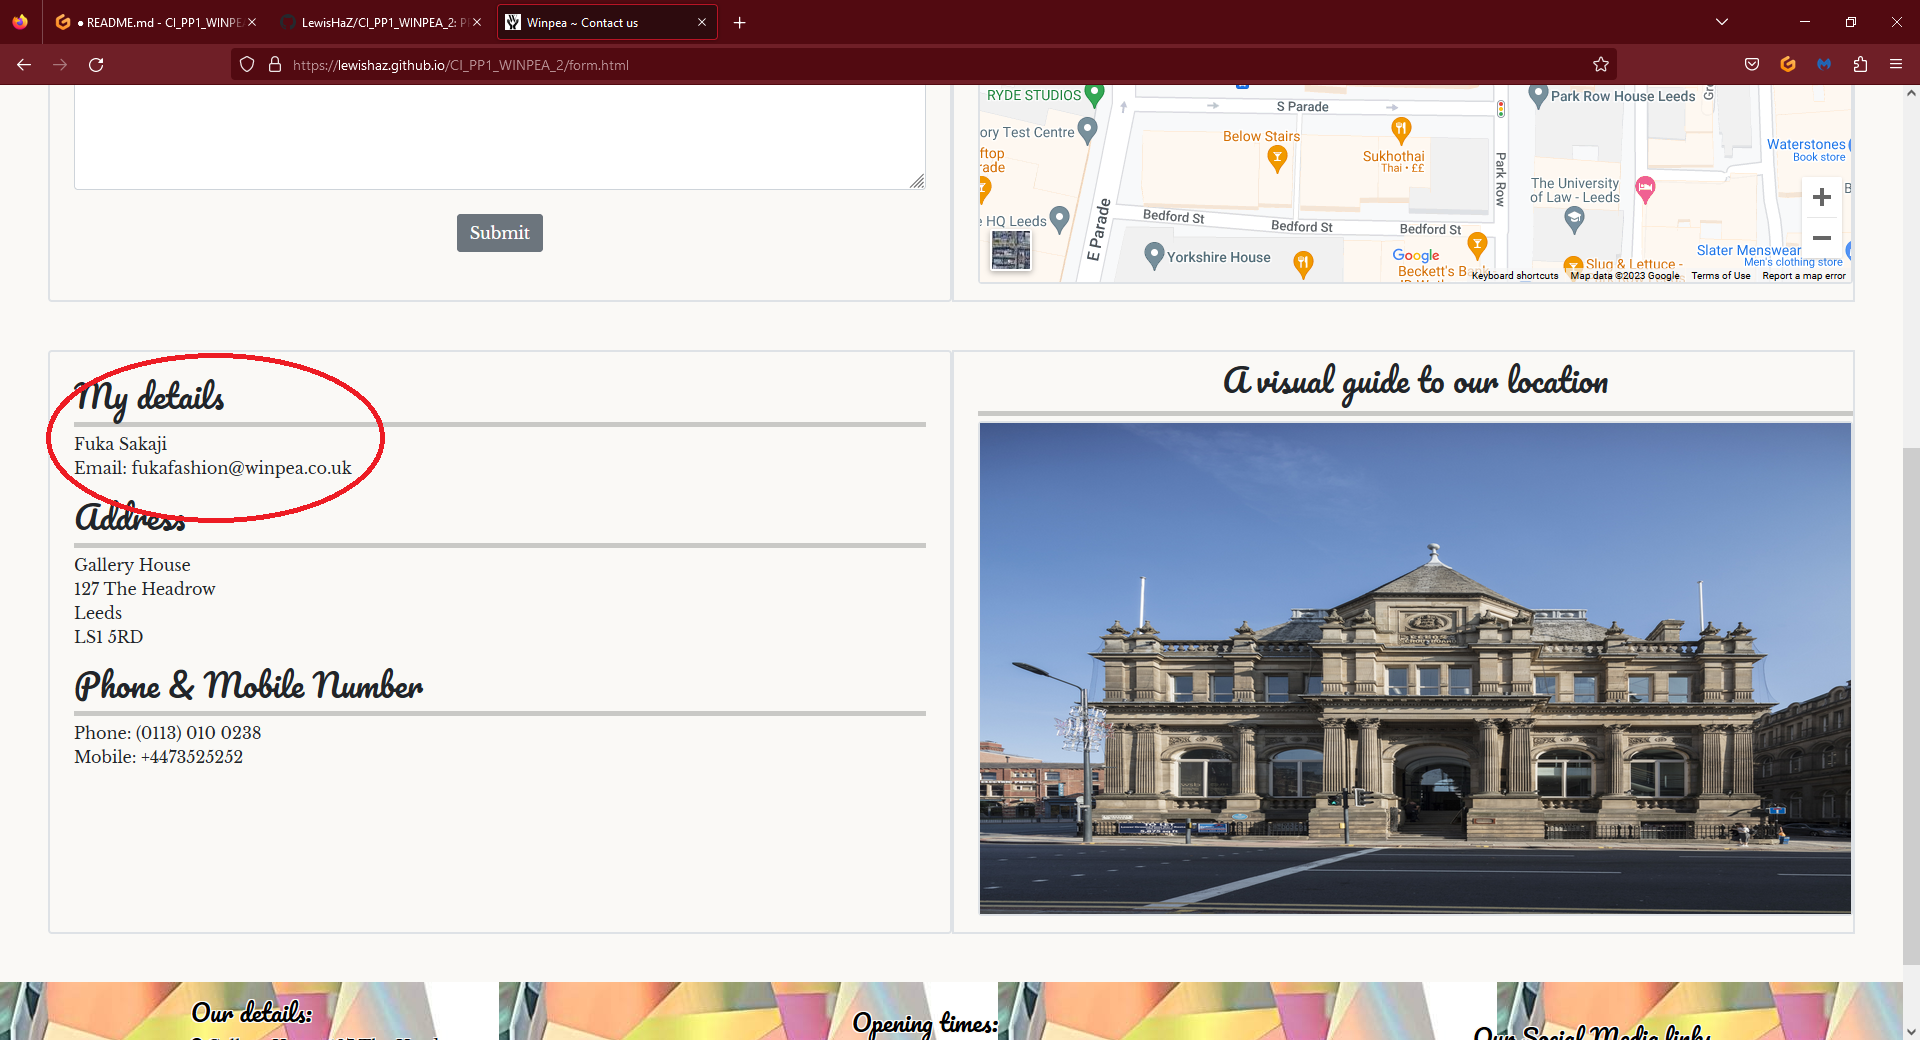 README.md - CI_PP1_WINPEA
LewisHaZ/CI_PP1_WINPEA_2:
Winpea ~ Contact us
https://lewishaz.github.io/CI_PP1_WINPEA_2/form.html
Submit
RYDE STUDIOS
S Parade
Park Row House Leeds
ory Test Centre
Below Stairs
Sukhothai
Thai • ££
Waterstones
Book store
Park Row
The University
of Law - Leeds
HQ Leeds
E Parade
Bedford St
Bedford St
Bedford St
Yorkshire House
Google
Beckett's
Slater Menswear
Men's clothing store
Slug & Lettuce -
Keyboard shortcuts
Map data ©2023 Google
Terms of Use
Report a map error
My details
Fuka Sakaji
Email: fukafashion@winpea.co.uk
Address
Gallery House
127 The Headrow
Leeds
LS1 5RD
Phone & Mobile Number
Phone: (0113) 010 0238
Mobile: +4473525252
A visual guide to our location
Our details:
Opening times:
Our Social Media links